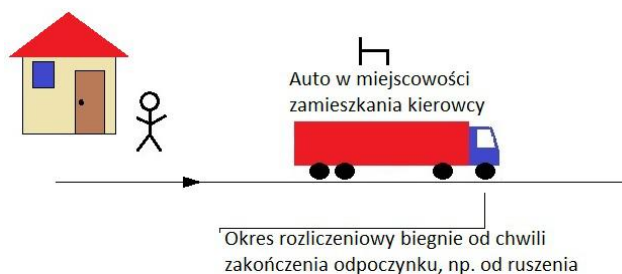 Auto w miejscowości
zamieszkania kierowcy
Okres rozliczeniowy biegnie od chwili
zakończenia odpoczynku, np. od ruszenia